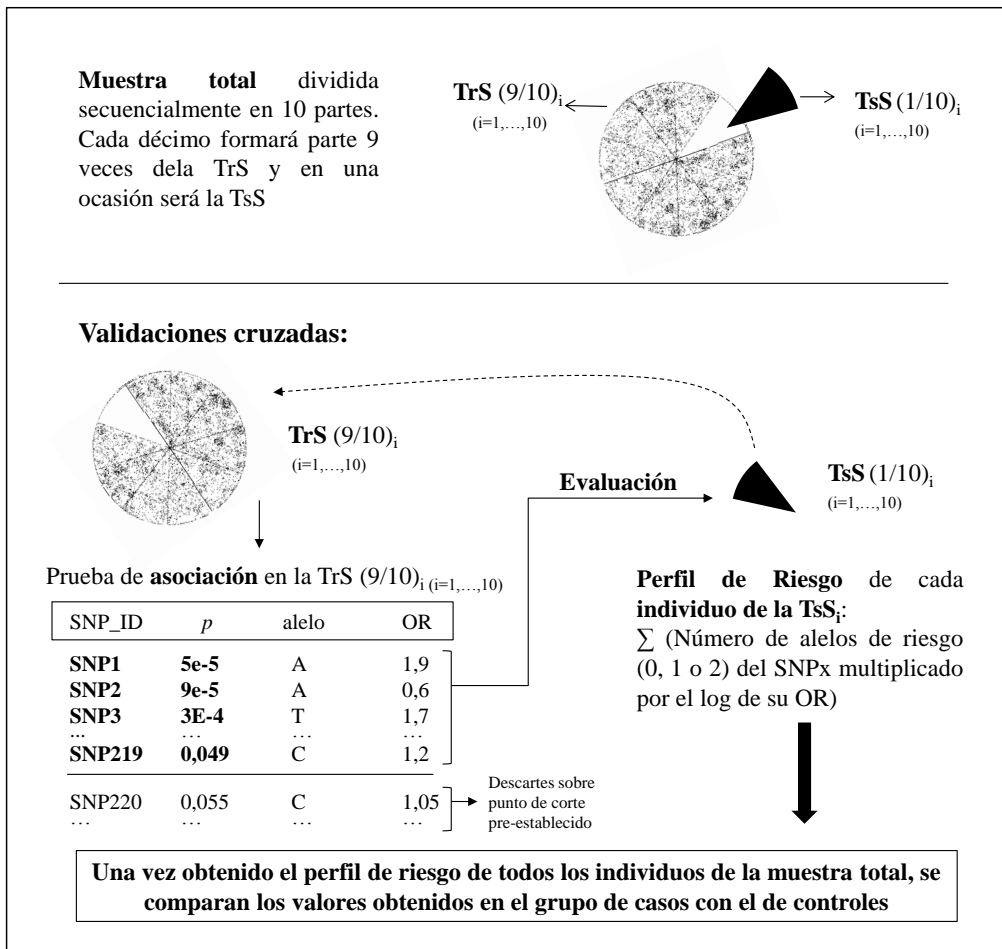 Muestra total dividida
secuencialmente en 10 partes.
Cada décimo formará parte 9
veces dela TrS y en una
ocasión será la TsS
TrS (9/10)i
(i=1,…,10)
TsS (1/10)i
(i=1,…,10)
Validaciones cruzadas:
TrS (9/10)i
(i=1,…,10)
Evaluación
TsS (1/10)i
(i=1,…,10)
Prueba de asociación en la TrS (9/10)i (i=1,…,10)
SNP_ID p alelo OR
SNP1 5e-5 A 1,9
SNP2 9e-5 A 0,6
SNP3 3E-4 T 1,7
... … … …
SNP219 0,049 C 1,2
SNP220 0,055 C 1,05
… … … …
Descartes sobre
punto de corte
pre-establecido
Perfil de Riesgo de cada
individuo de la TsSi:
∑ (Número de alelos de riesgo
(0, 1 o 2) del SNPx multiplicado
por el log de su OR)
Una vez obtenido el perfil de riesgo de todos los individuos de la muestra total, se
comparan los valores obtenidos en el grupo de casos con el de controles